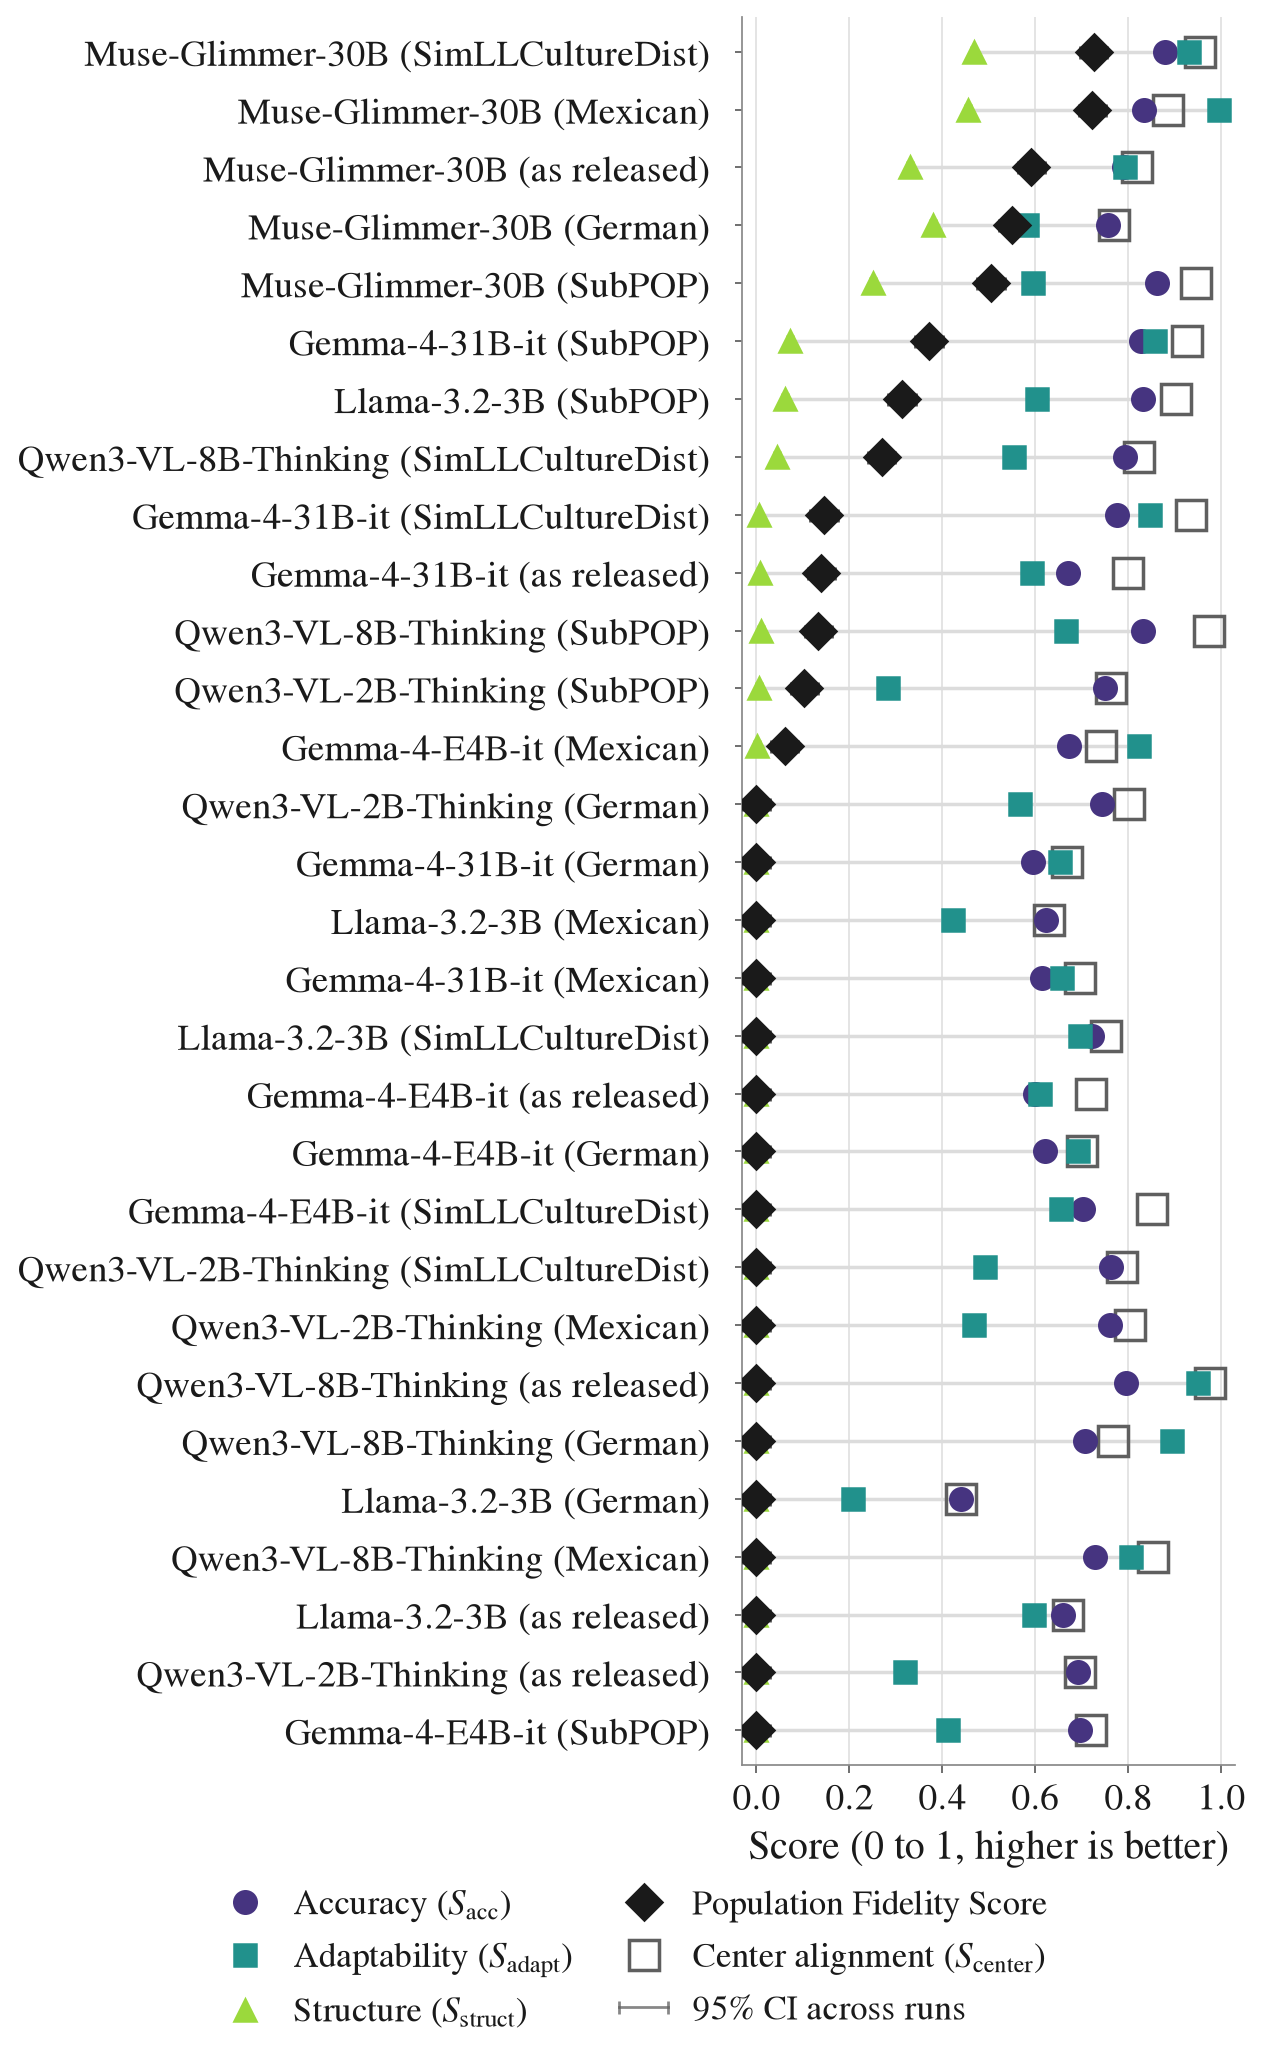 Muse-Glimmer-30B (SimLLCultureDist)
Muse-Glimmer-30B (Mexican)
Muse-Glimmer-30B (as released)
Muse-Glimmer-30B (German)
Muse-Glimmer-30B (SubPOP)
Gemma-4-31B-it (SubPOP)
Llama-3.2-3B (SubPOP)
Qwen3-VL-8B-Thinking (SimLLCultureDist)
Gemma-4-31B-it (SimLLCultureDist)
Gemma-4-31B-it (as released)
Qwen3-VL-8B-Thinking (SubPOP)
Qwen3-VL-2B-Thinking (SubPOP)
Gemma-4-E4B-it (Mexican)
Qwen3-VL-2B-Thinking (German)
Gemma-4-31B-it (German)
Llama-3.2-3B (Mexican)
Gemma-4-31B-it (Mexican)
Llama-3.2-3B (SimLLCultureDist)
Gemma-4-E4B-it (as released)
Gemma-4-E4B-it (German)
Gemma-4-E4B-it (SimLLCultureDist)
Qwen3-VL-2B-Thinking (SimLLCultureDist)
Qwen3-VL-2B-Thinking (Mexican)
Qwen3-VL-8B-Thinking (as released)
Qwen3-VL-8B-Thinking (German)
Llama-3.2-3B (German)
Qwen3-VL-8B-Thinking (Mexican)
Llama-3.2-3B (as released)
Qwen3-VL-2B-Thinking (as released)
Gemma-4-E4B-it (SubPOP)
0.0 0.2 0.4 0.6 0.8 1.0
Score (0 to 1, higher is better)
Accuracy (Sacc)
Adaptability (Sadapt)
Structure (Sstruct)
Population Fidelity Score
Center alignment (Scenter)
95% CI across runs